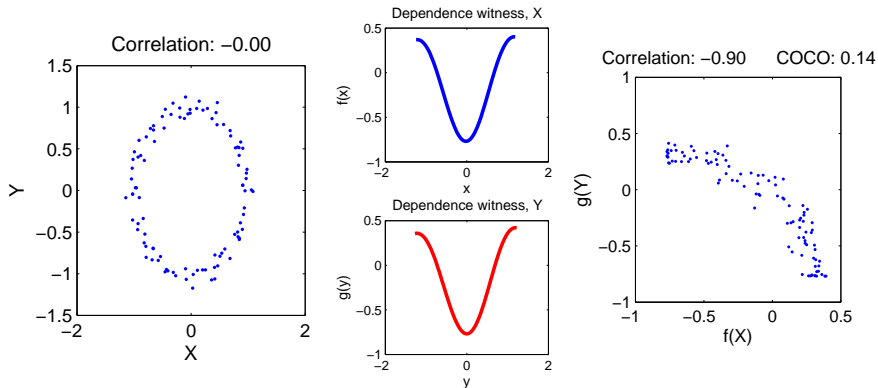 Correlation: −0.00
1.5
1
0.5
0
−0.5
−1
−1.5
Y
−2
0
2
X
Dependence witness, X
0.5
0
−0.5
−1
f(x)
−2
0
2
x
Dependence witness, Y
0.5
0
−0.5
−1
g(y)
−2
0
2
y
Correlation: −0.90 COCO: 0.14
1
0.5
0
−0.5
−1
g(Y)
−1
−0.5
0
0.5
f(X)